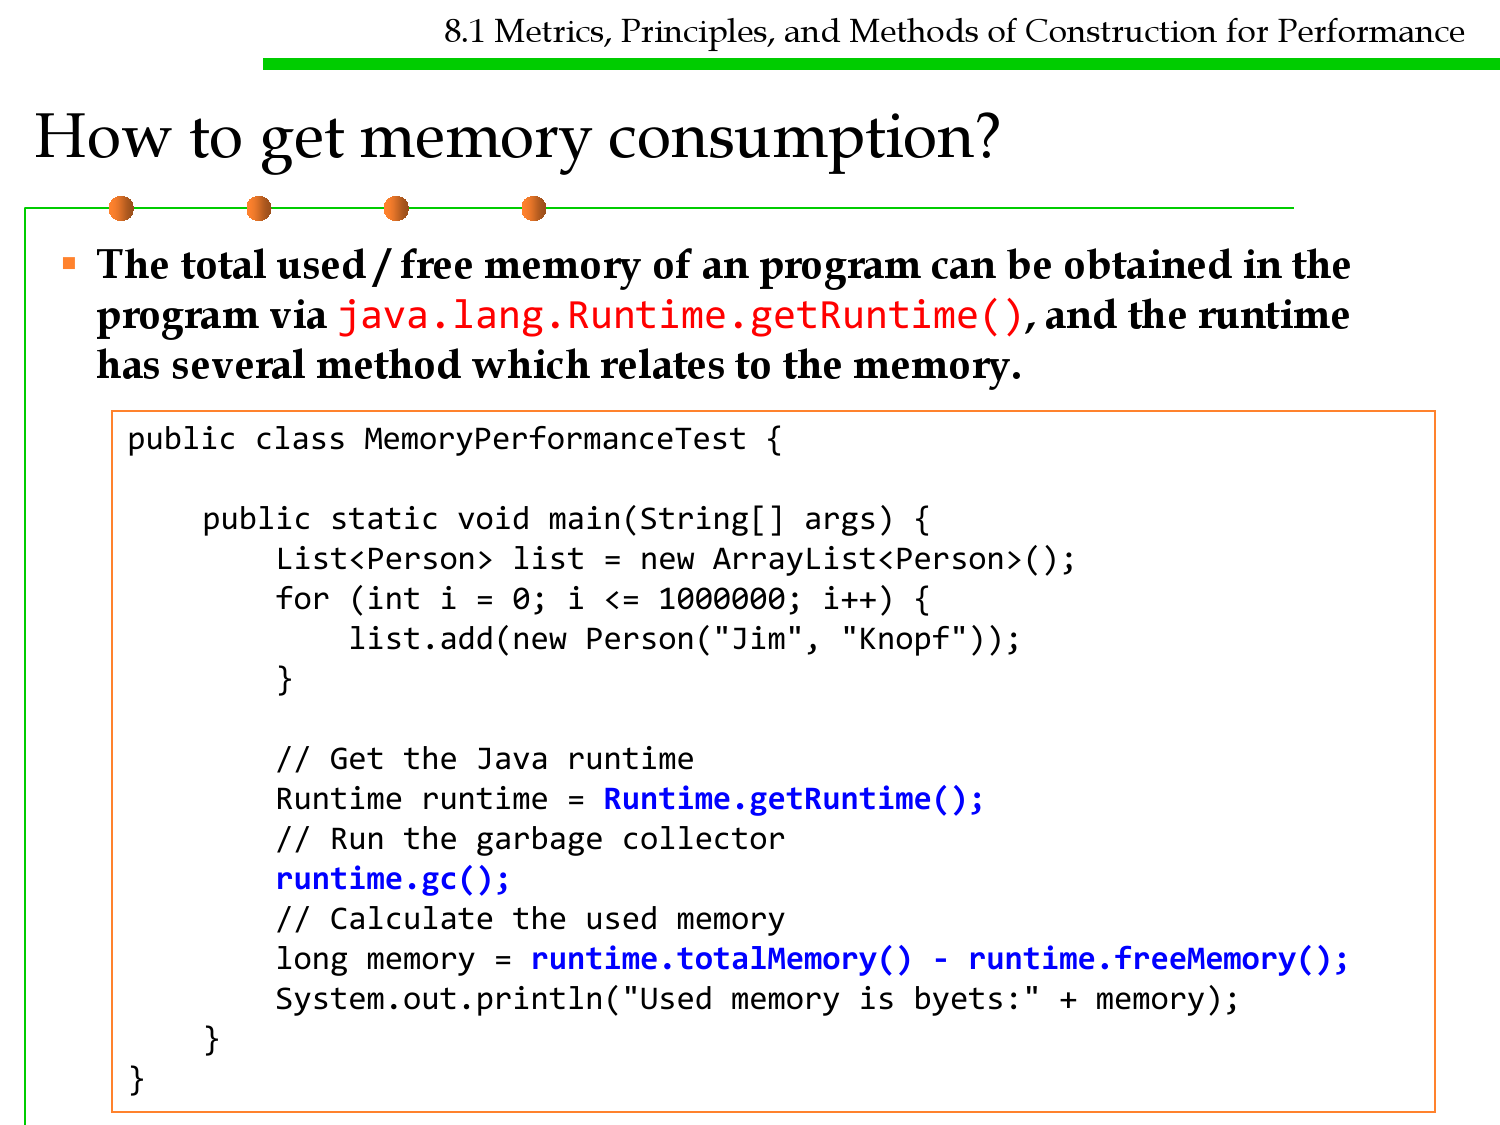 8.1 Metrics, Principles, and Methods of Construction for Performance
How to get memory consumption?
The total used / free memory of an program can be obtained in the
program via java.lang.Runtime.getRuntime(), and the runtime
has several method which relates to the memory.
public class MemoryPerformanceTest {
public static void main(String[] args) {
List<Person> list = new ArrayList<Person>();
for (int i = 0; i <= 1000000; i++) {
list.add(new Person("Jim", "Knopf"));
}
// Get the Java runtime
Runtime runtime = Runtime.getRuntime();
// Run the garbage collector
runtime.gc();
// Calculate the used memory
long memory = runtime.totalMemory() - runtime.freeMemory();
System.out.println("Used memory is byets:" + memory);
}
}